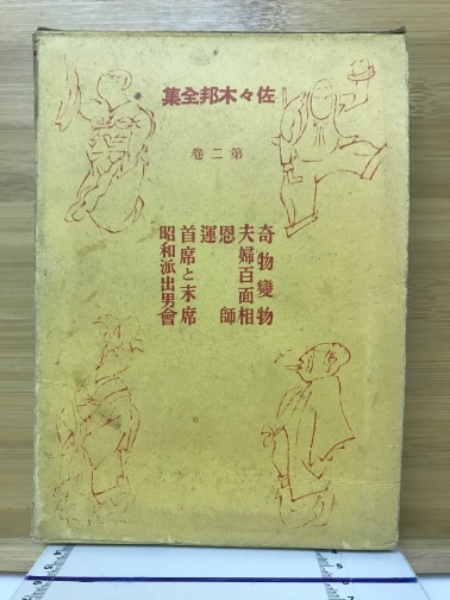 佐々木邦全集
第二卷
奇物變物
夫婦百面相
恩師
運
首席と末席
昭和派出男會